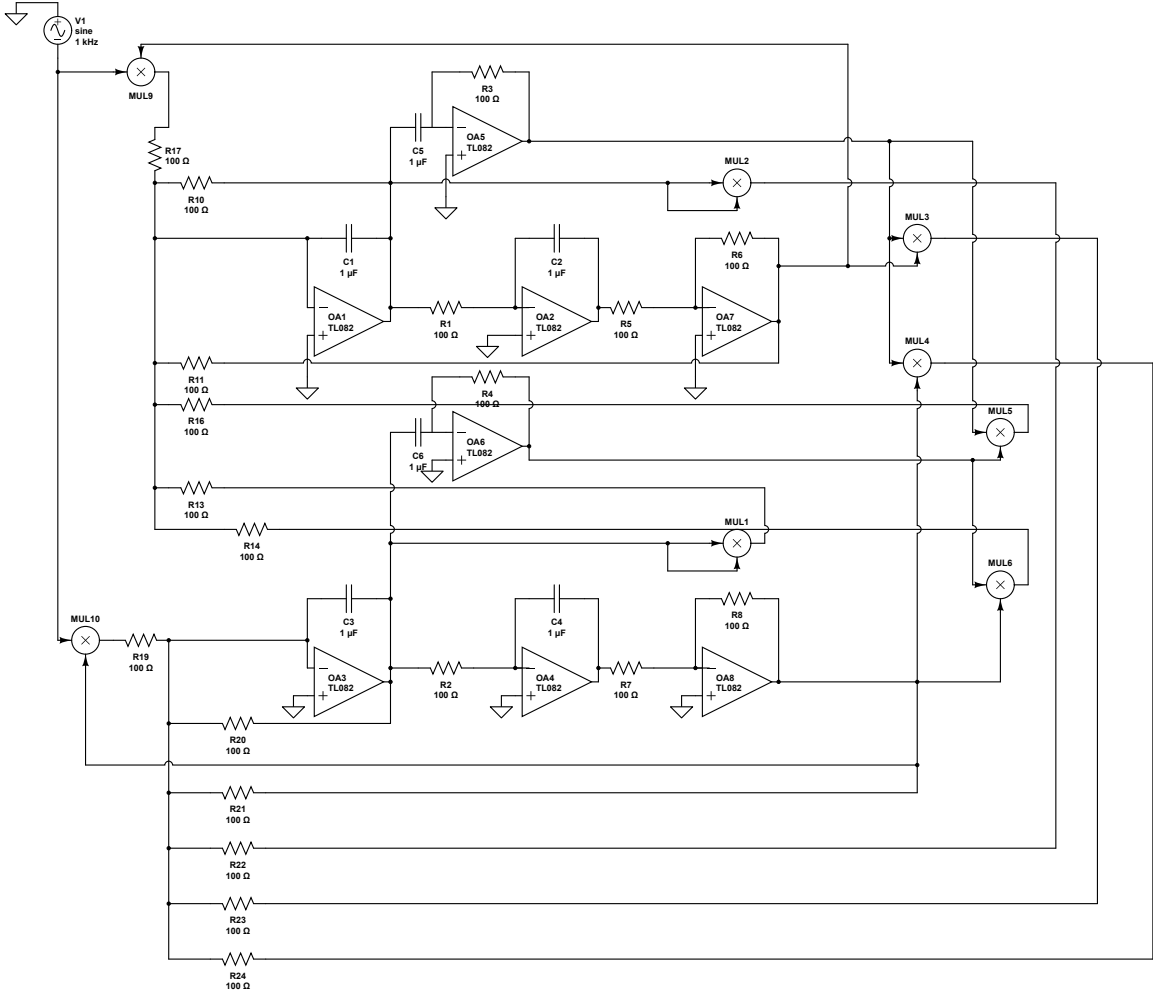 V1
sine
1 kHz
MUL9
R3
100 Ω
OA5
TL082
C5
1 µF
R17
100 Ω
R10
100 Ω
MUL2
MUL3
C1
1 µF
C2
1 µF
R6
100 Ω
OA1
TL082
R1
100 Ω
OA2
TL082
R5
100 Ω
OA7
TL082
MUL4
R11
100 Ω
R4
100 Ω
R16
100 Ω
MUL5
OA6
TL082
C6
1 µF
R13
100 Ω
MUL1
R14
100 Ω
MUL6
C3
1 µF
C4
1 µF
R8
100 Ω
MUL10
R19
100 Ω
OA3
TL082
R2
100 Ω
OA4
TL082
R7
100 Ω
OA8
TL082
R20
100 Ω
R21
100 Ω
R22
100 Ω
R23
100 Ω
R24
100 Ω